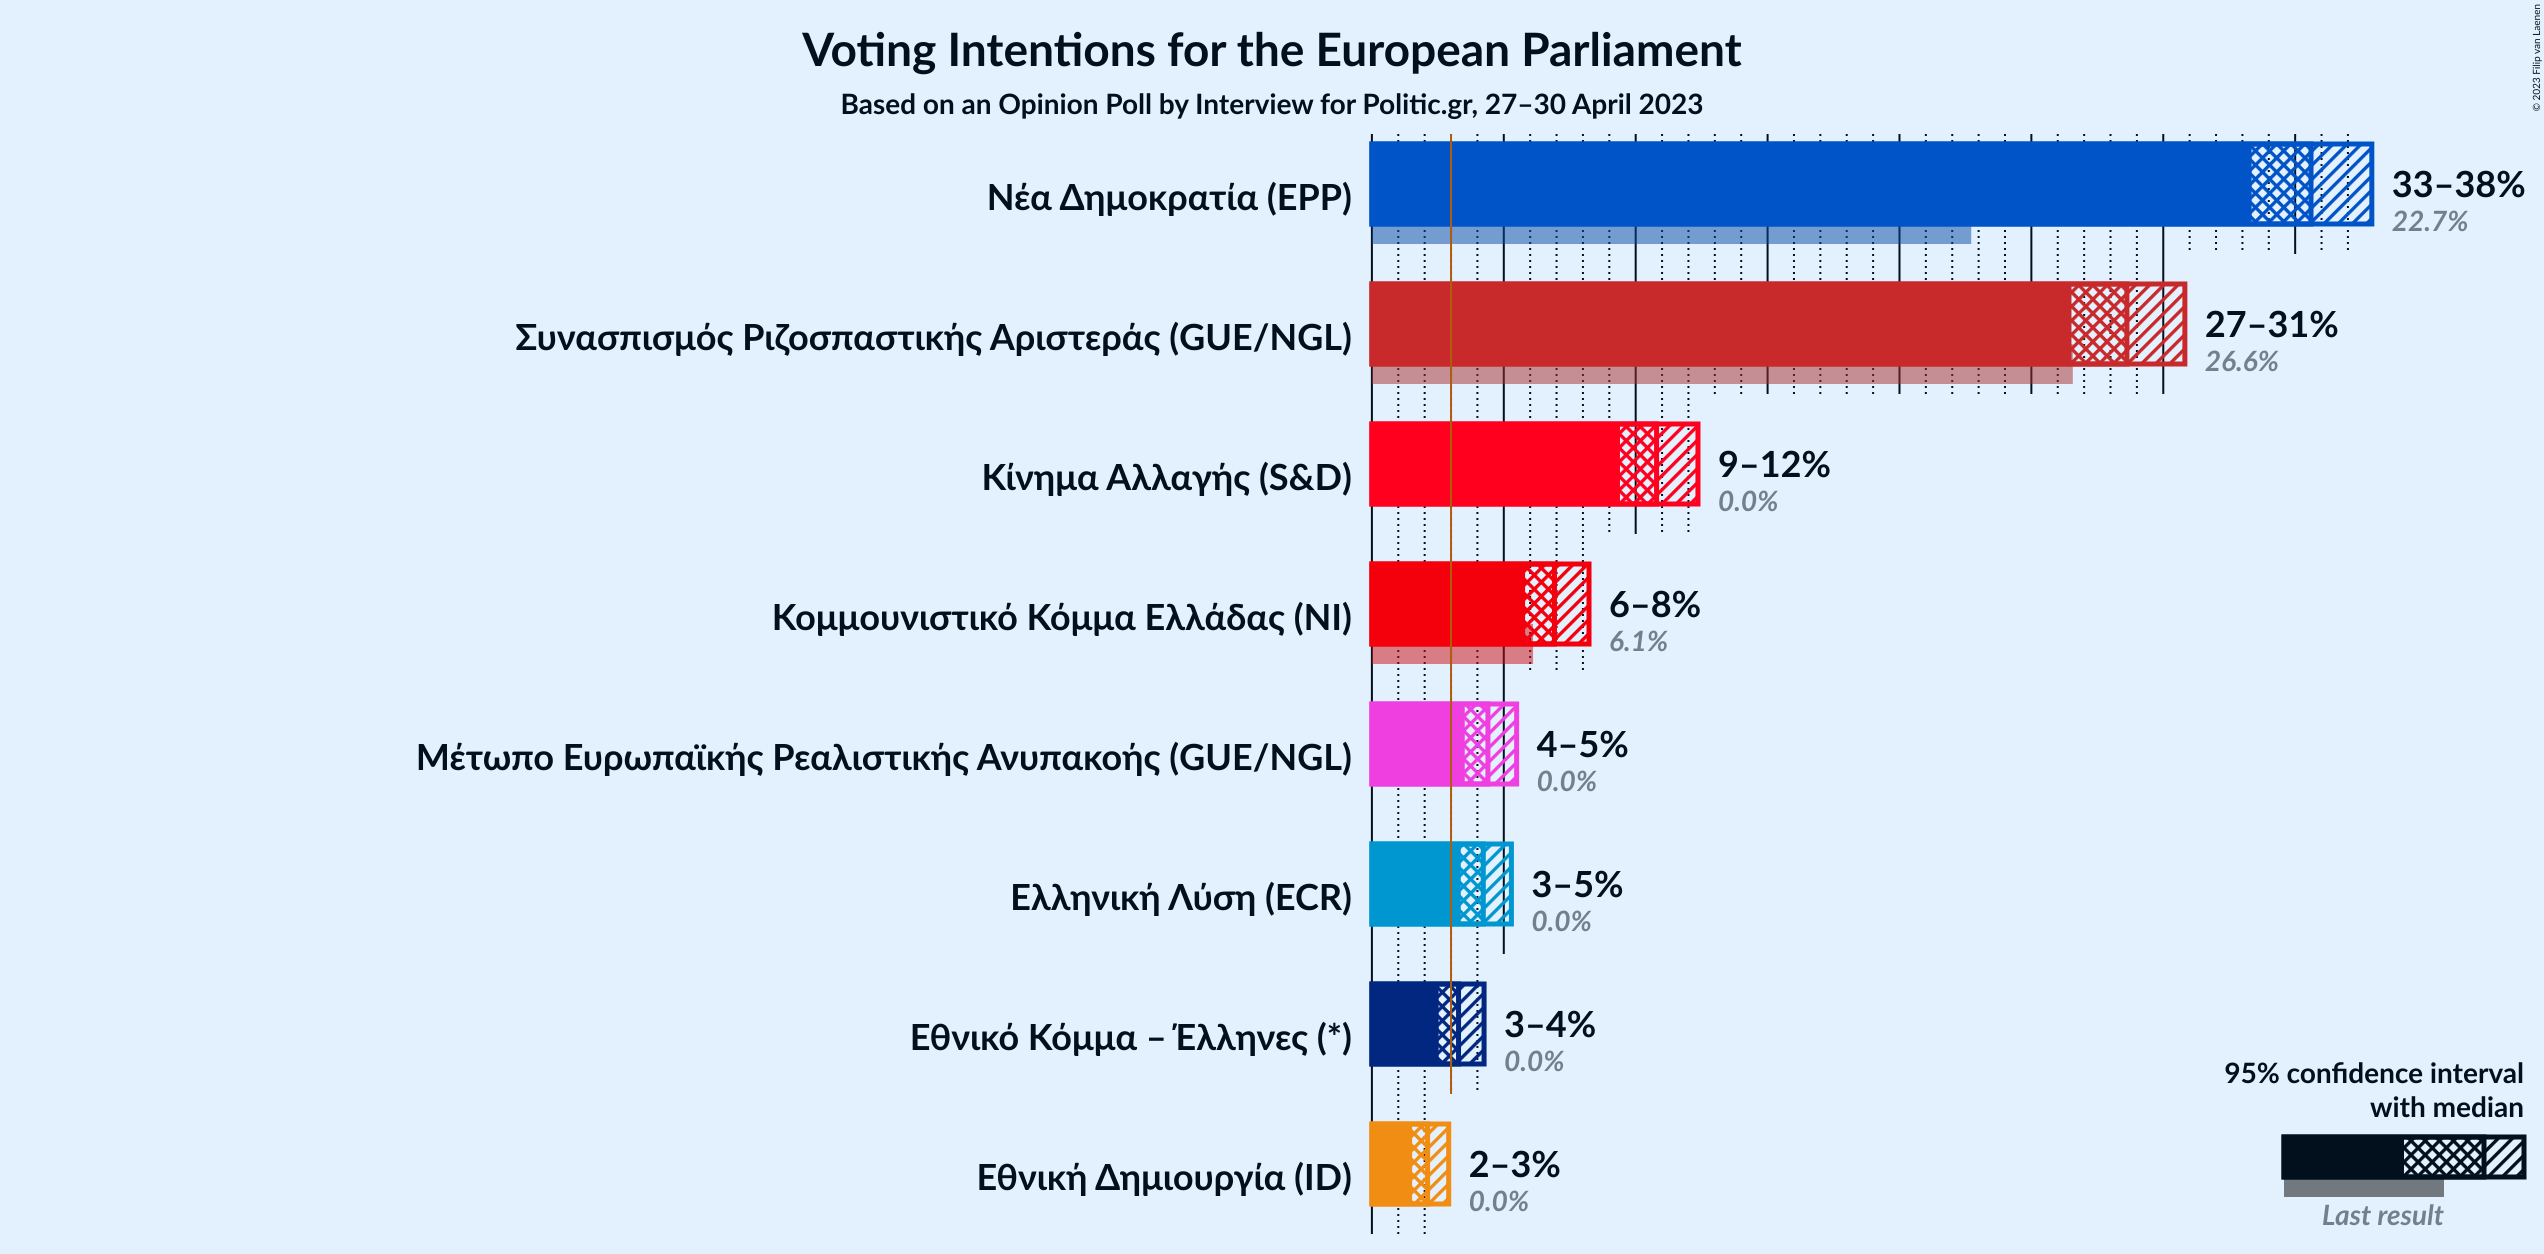 Voting Intentions for the European Parliament
Based on an Opinion Poll by Interview for Politic.gr, 27–30 April 2023
© 2023 Filip van Laenen
Νέα Δημοκρατία (EPP)
33–38%
22.7%
Συνασπισμός Ριζοσπαστικής Αριστεράς (GUE/NGL)
27–31%
26.6%
Κίνημα Αλλαγής (S&D)
9–12%
0.0%
Κομμουνιστικό Κόμμα Ελλάδας (NI)
6–8%
6.1%
Μέτωπο Ευρωπαϊκής Ρεαλιστικής Ανυπακοής (GUE/NGL)
4–5%
0.0%
Ελληνική Λύση (ECR)
3–5%
0.0%
Εθνικό Κόμμα – Έλληνες (*)
3–4%
0.0%
Εθνική Δημιουργία (ID)
2–3%
0.0%
95% confidence interval
with median
Last result